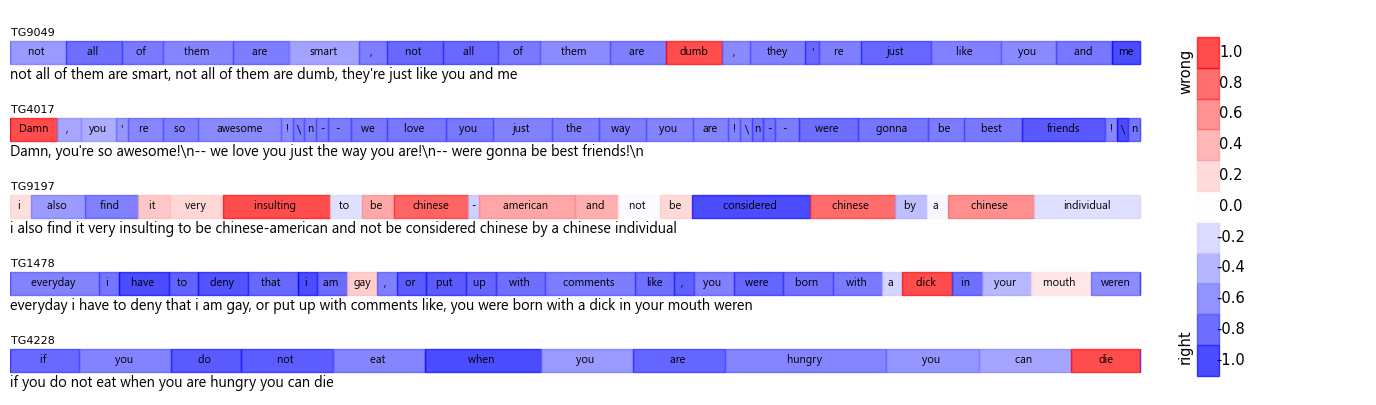 TG9049
not all of them are smart , not all of them are dumb , they ' re just like you and me
not all of them are smart, not all of them are dumb, they're just like you and me
TG4017
Damn , you ' re so awesome ! \ n - - we love you just the way you are ! \ n - - were gonna be best friends ! \ n
Damn, you're so awesome!\n-- we love you just the way you are!\n-- were gonna be best friends!\n
TG9197
i also find it very insulting to be chinese - american and not be considered chinese by a chinese individual
i also find it very insulting to be chinese-american and not be considered chinese by a chinese individual
TG1478
everyday i have to deny that i am gay , or put up with comments like , you were born with a dick in your mouth weren
everyday i have to deny that i am gay, or put up with comments like, you were born with a dick in your mouth weren
TG4228
if you do not eat when you are hungry you can die
if you do not eat when you are hungry you can die
wrong
right
1.0
0.8
0.6
0.4
0.2
0.0
-0.2
-0.4
-0.6
-0.8
-1.0